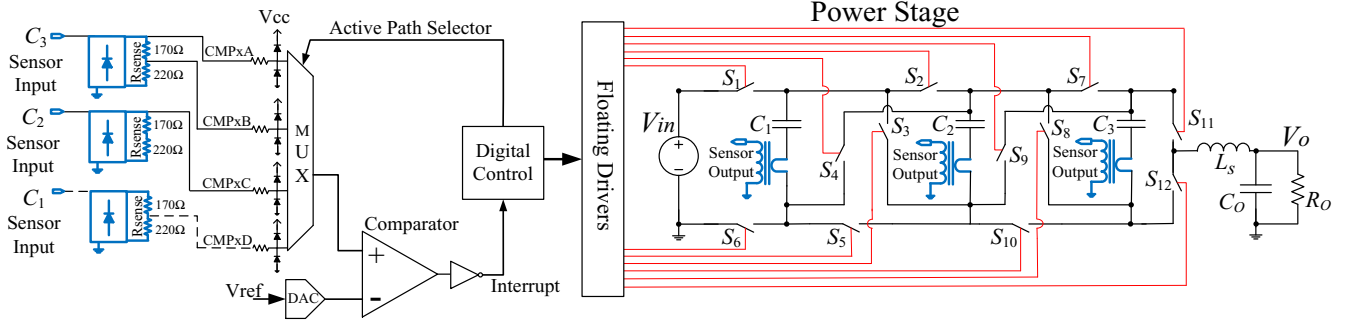 Power Stage
Vcc
Active Path Selector
C3
Sensor
Input
Rsense
170Ω
220Ω
CMPxA
C2
Sensor
Input
Rsense
170Ω
220Ω
CMPxB
CMPxC
C1
Sensor
Input
Rsense
170Ω
220Ω
CMPxD
MUX
Digital
Control
Comparator
+
-
Interrupt
Vref
DAC
Floating Drivers
Vin
+
−
S1
S2
S7
C1
Sensor
Output
S4
S3
C2
Sensor
Output
S9
S8
C3
Sensor
Output
S11
S12
S6
S5
S10
Ls
Vo
CO
RO